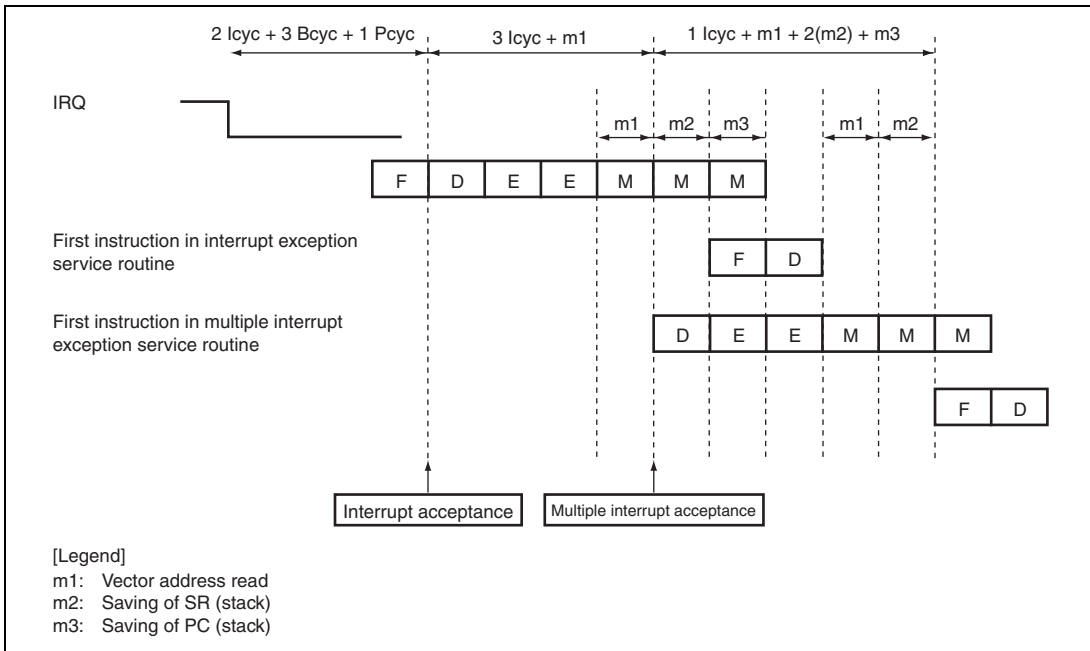 2 Icyc + 3 Bcyc + 1 Pcyc 3 Icyc + m1 1 Icyc + m1 + 2(m2) + m3
IRQ
m1 m2 m3 m1 m2
F D E E M M M
First instruction in interrupt exception
service routine
F D
First instruction in multiple interrupt
exception service routine
D E E M M M
F D
Interrupt acceptance Multiple interrupt acceptance
[Legend]
m1: Vector address read
m2: Saving of SR (stack)
m3: Saving of PC (stack)